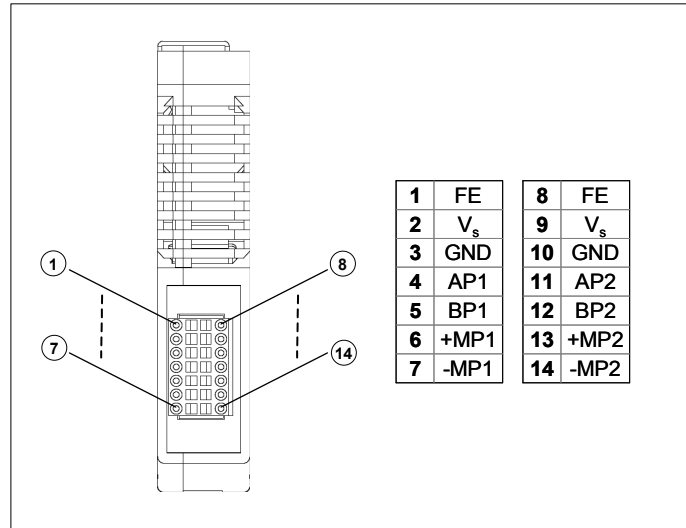 1 8
7 14
1 FE 8 FE
2 Vs 9 Vs
3 GND 10 GND
4 AP1 11 AP2
5 BP1 12 BP2
6 +MP1 13 +MP2
7 -MP1 14 -MP2